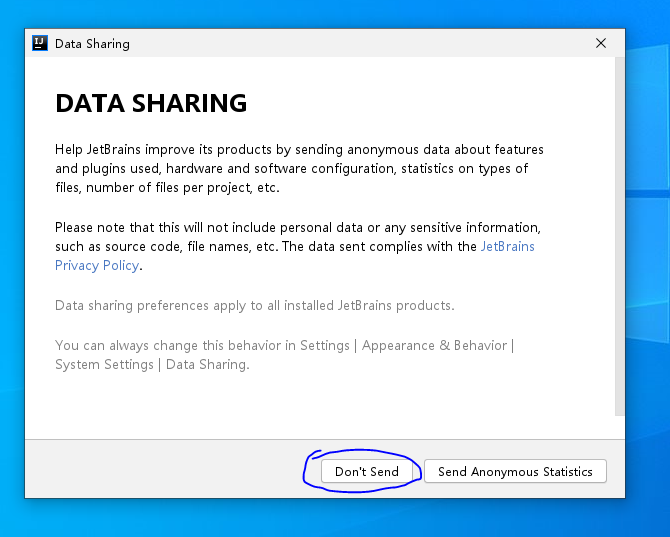 IJ
Data Sharing
DATA SHARING
Help JetBrains improve its products by sending anonymous data about features
and plugins used, hardware and software configuration, statistics on types of
files, number of files per project, etc.
Please note that this will not include personal data or any sensitive information,
such as source code, file names, etc. The data sent complies with the JetBrains
Privacy Policy.
Data sharing preferences apply to all installed JetBrains products.
You can always change this behavior in Settings | Appearance & Behavior |
System Settings | Data Sharing.
Don't Send
Send Anonymous Statistics